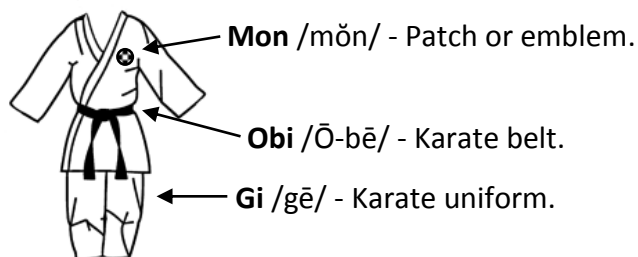 Mon /mŏn/ - Patch or emblem.
Obi /Ō-bē/ - Karate belt.
Gi /gē/ - Karate uniform.